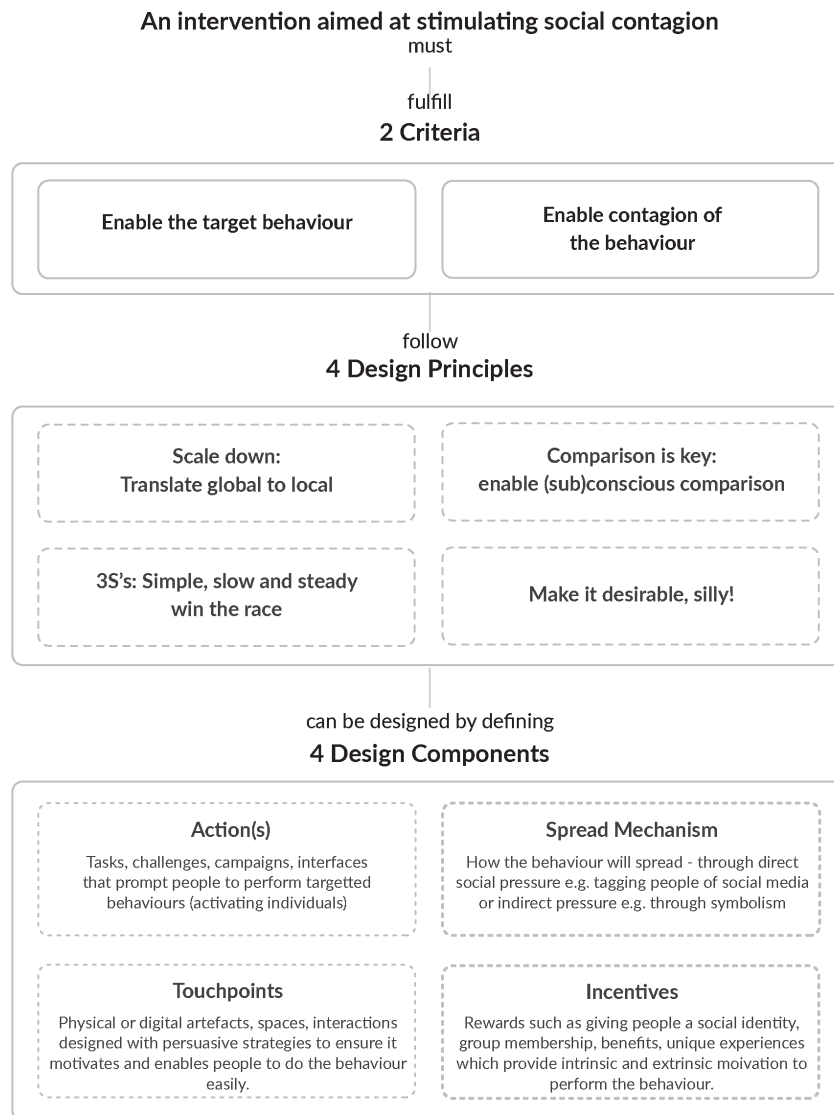 An intervention aimed at stimulating social contagion
must
fulfill
2 Criteria
Enable the target behaviour
Enable contagion of
the behaviour
follow
4 Design Principles
Scale down:
Translate global to local
Comparison is key:
enable (sub)conscious comparison
3S's: Simple, slow and steady
win the race
Make it desirable, silly!
can be designed by defining
4 Design Components
Action(s)
Tasks, challenges, campaigns, interfaces
that prompt people to perform targetted
behaviours (activating individuals)
Spread Mechanism
How the behaviour will spread - through direct
social pressure e.g. tagging people of social media
or indirect pressure e.g. through symbolism
Touchpoints
Physical or digital artefacts, spaces, interactions
designed with persuasive strategies to ensure it
motivates and enables people to do the behaviour
easily.
Incentives
Rewards such as giving people a social identity,
group membership, benefits, unique experiences
which provide intrinsic and extrinsic moivation to
perform the behaviour.